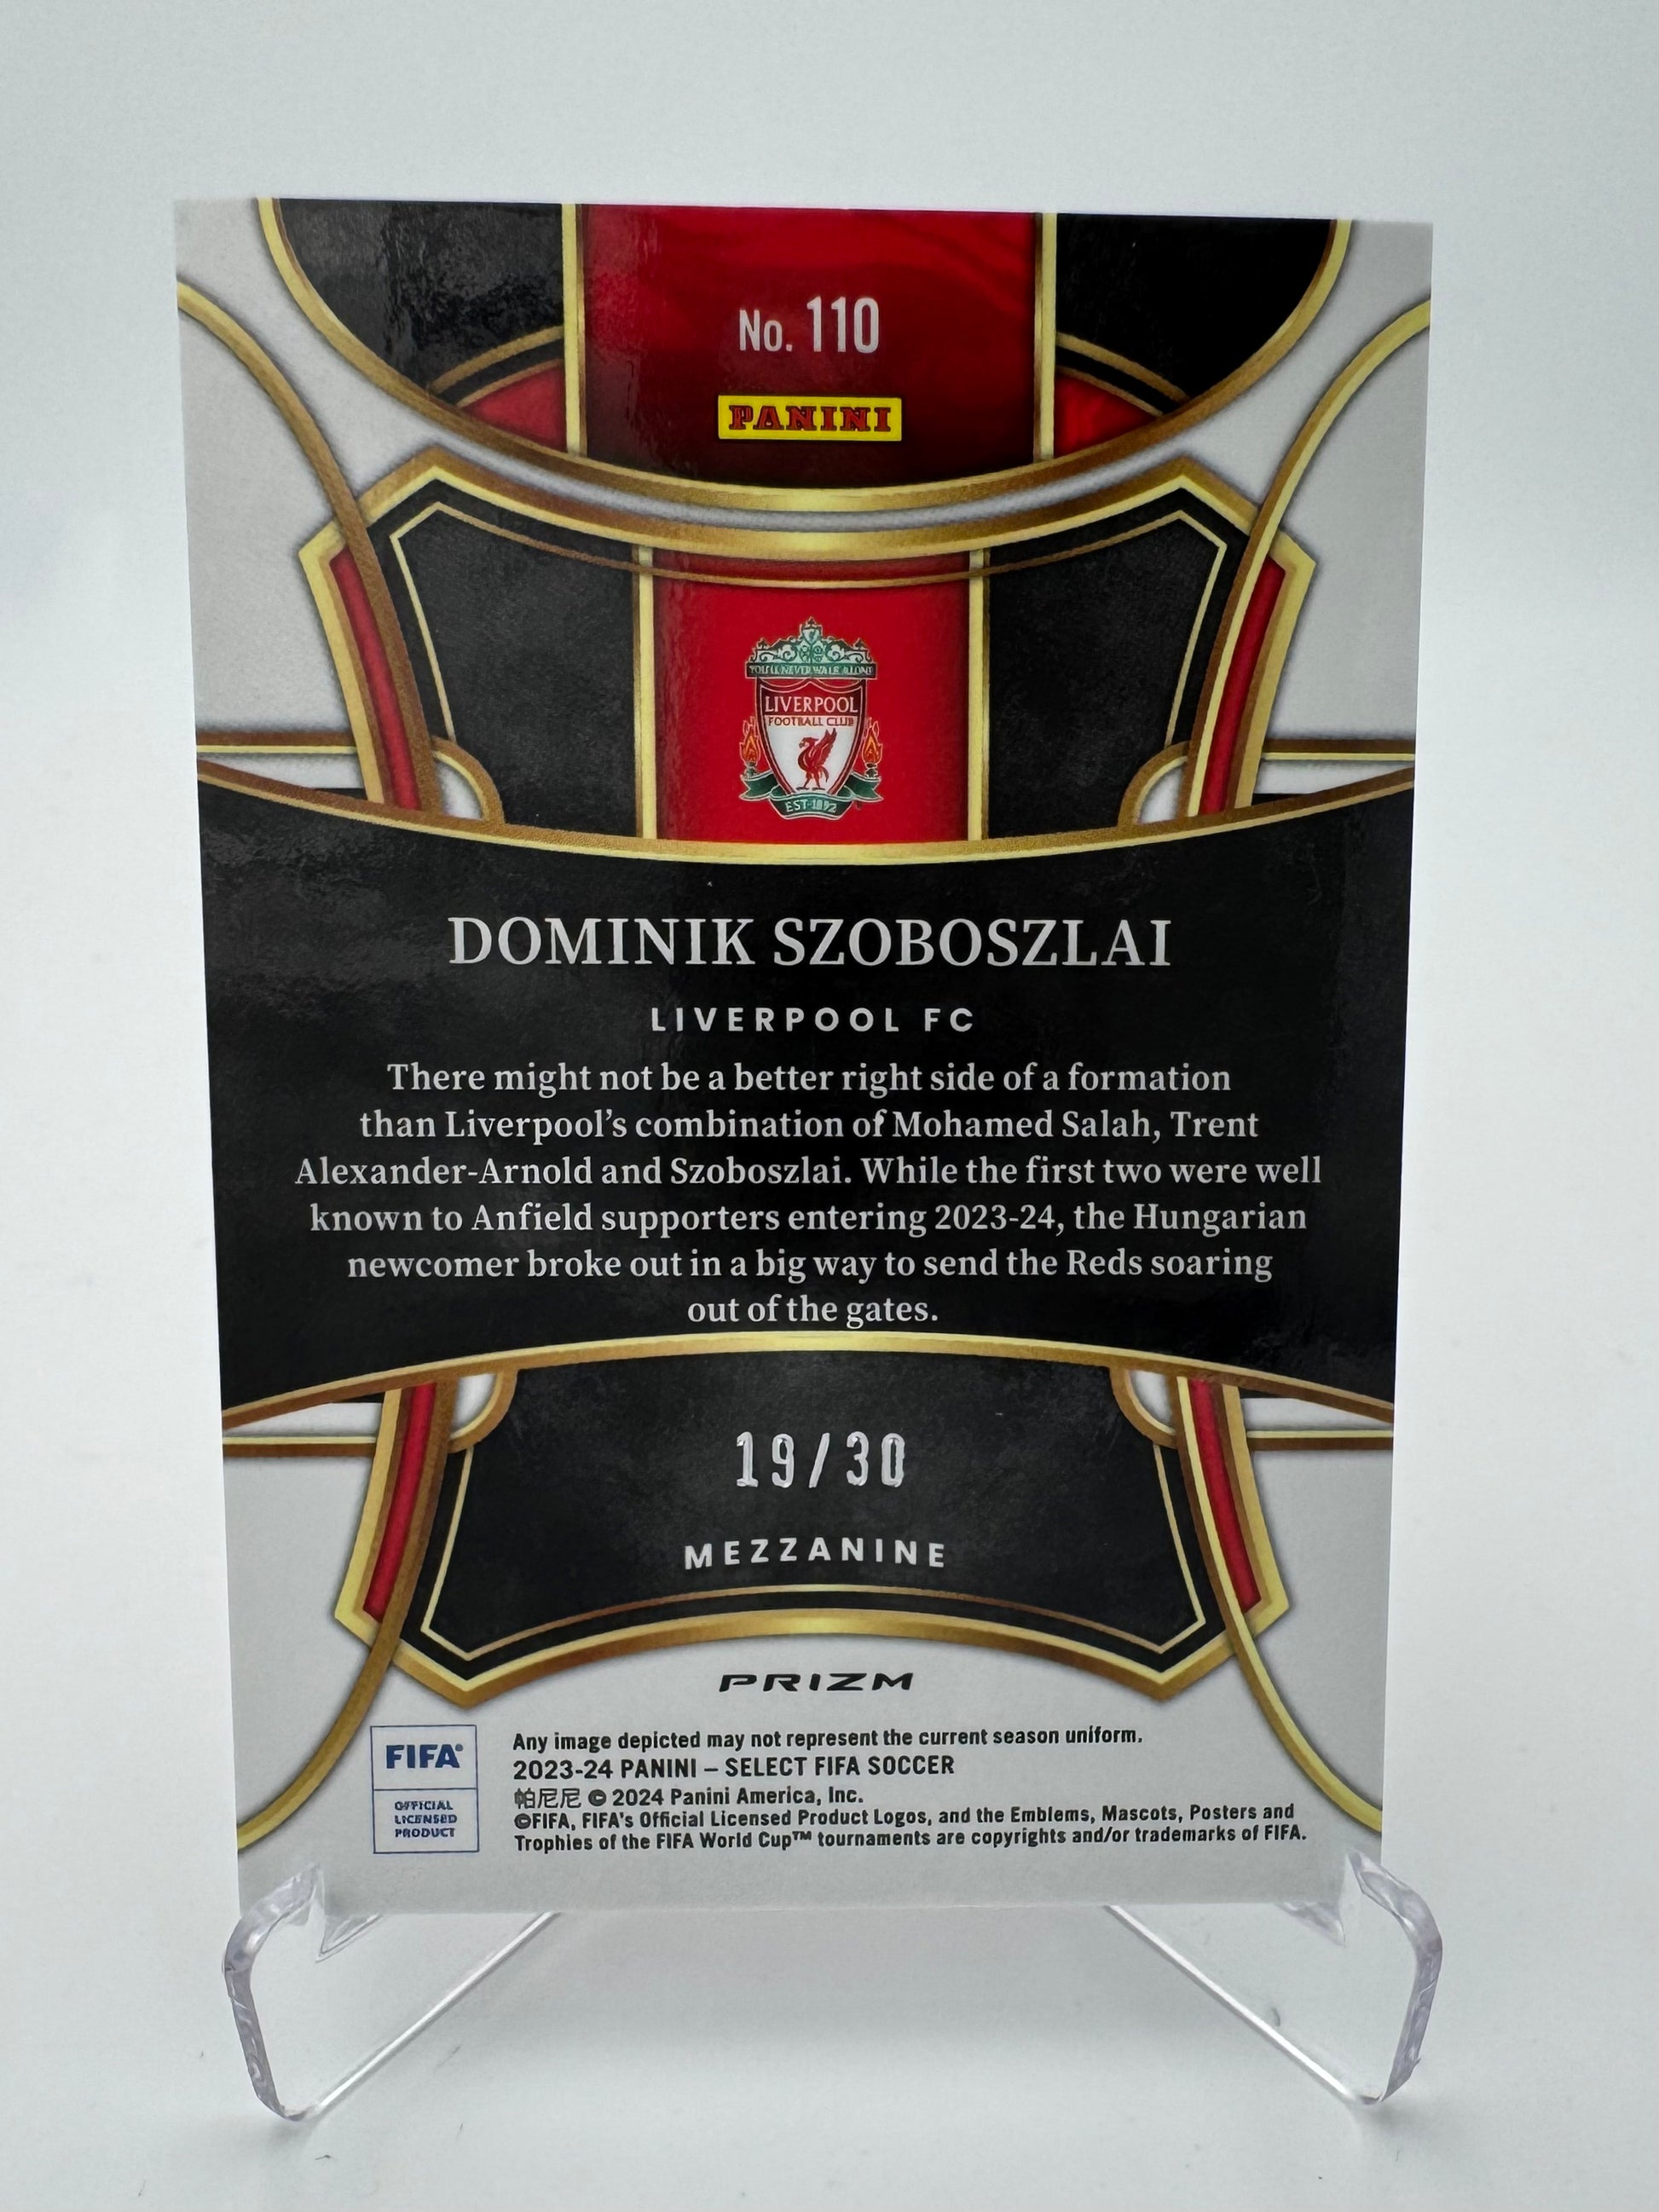 No. 110
PANINI
YOU'LL NEVER WALK ALONE
LIVERPOOL
FOOTBALL CLUB
EST·1892
DOMINIK SZOBOSZLAI
LIVERPOOL FC
There might not be a better right side of a formation
than Liverpool's combination of Mohamed Salah, Trent
Alexander-Arnold and Szoboszlai. While the first two were well
known to Anfield supporters entering 2023-24, the Hungarian
newcomer broke out in a big way to send the Reds soaring
out of the gates.
19/30
MEZZANINE
PRIZM
FIFA®
OFFICIAL
LICENSED
PRODUCT
Any image depicted may not represent the current season uniform.
2023-24 PANINI – SELECT FIFA SOCCER
帕尼尼 © 2024 Panini America, Inc.
©FIFA, FIFA's Official Licensed Product Logos, and the Emblems, Mascots, Posters and
Trophies of the FIFA World Cup™ tournaments are copyrights and/or trademarks of FIFA.